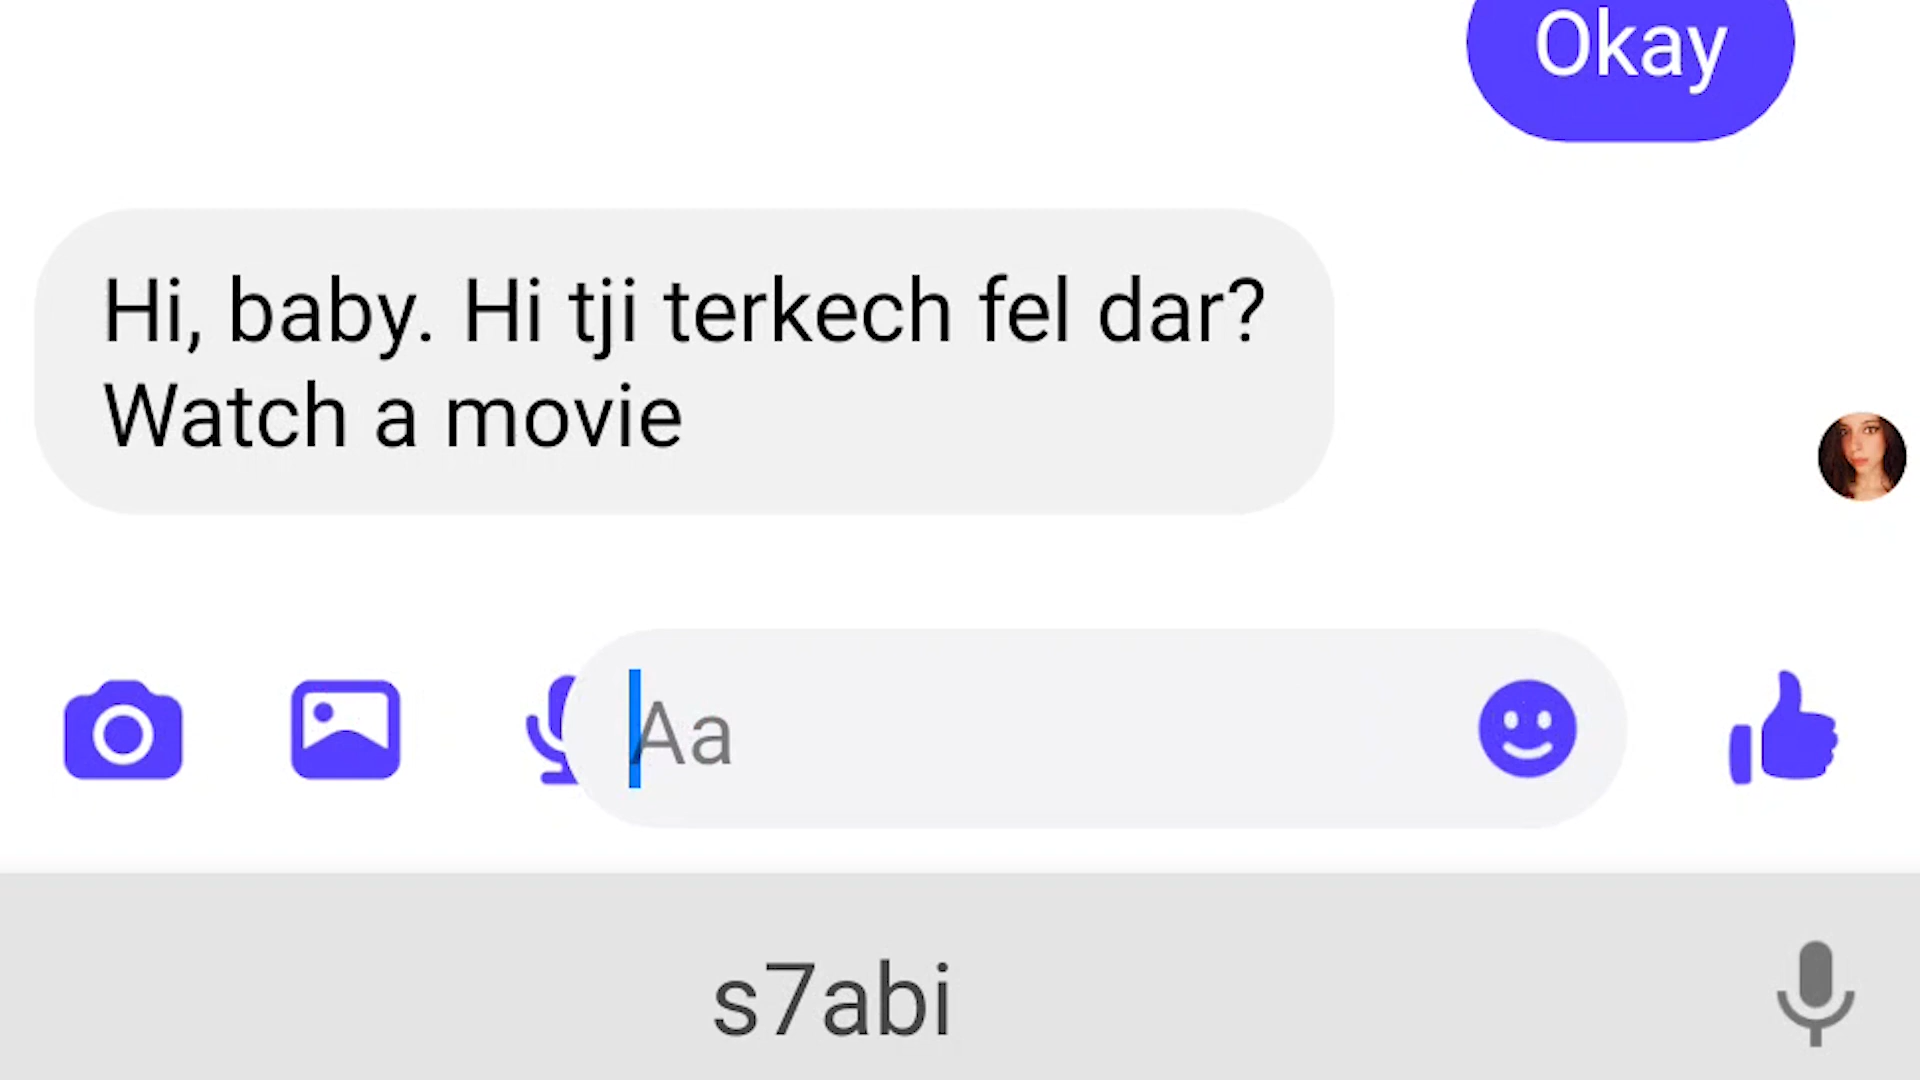 Okay
Hi, baby. Hi tji terkech fel dar?
Watch a movie
Aa
s7abi